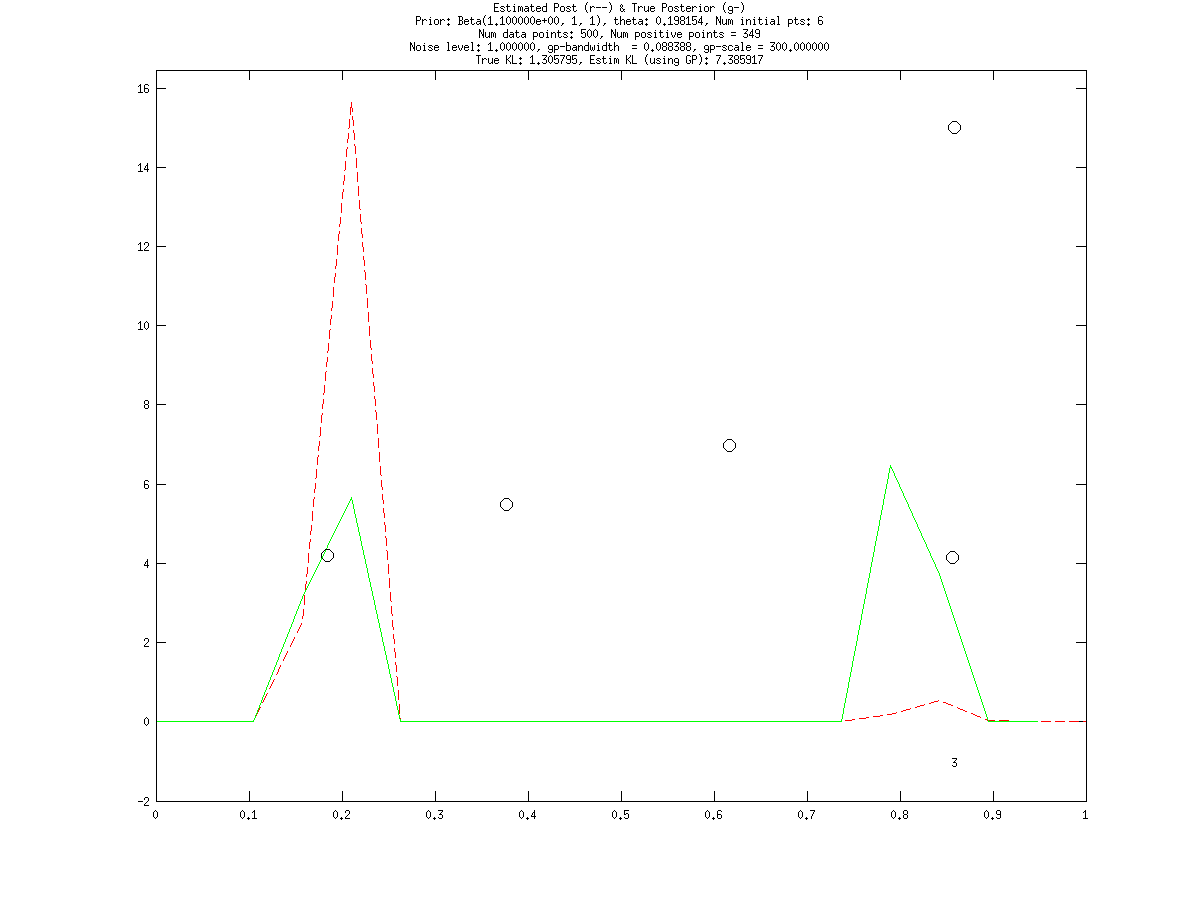 Estimated Post (r--) & True Posterior (g-)
Prior: Beta(1.100000e+00, 1, 1), theta: 0.198154, Num initial pts: 6
Num data points: 500, Num positive points = 349
Noise level: 1.000000, gp-bandwidth  = 0.088388, gp-scale = 300.000000
True KL: 1.305795, Estim KL (using GP): 7.385917
16
14
12
10
8
6
4
2
0
3
-2
0 0.1 0.2 0.3 0.4 0.5 0.6 0.7 0.8 0.9 1